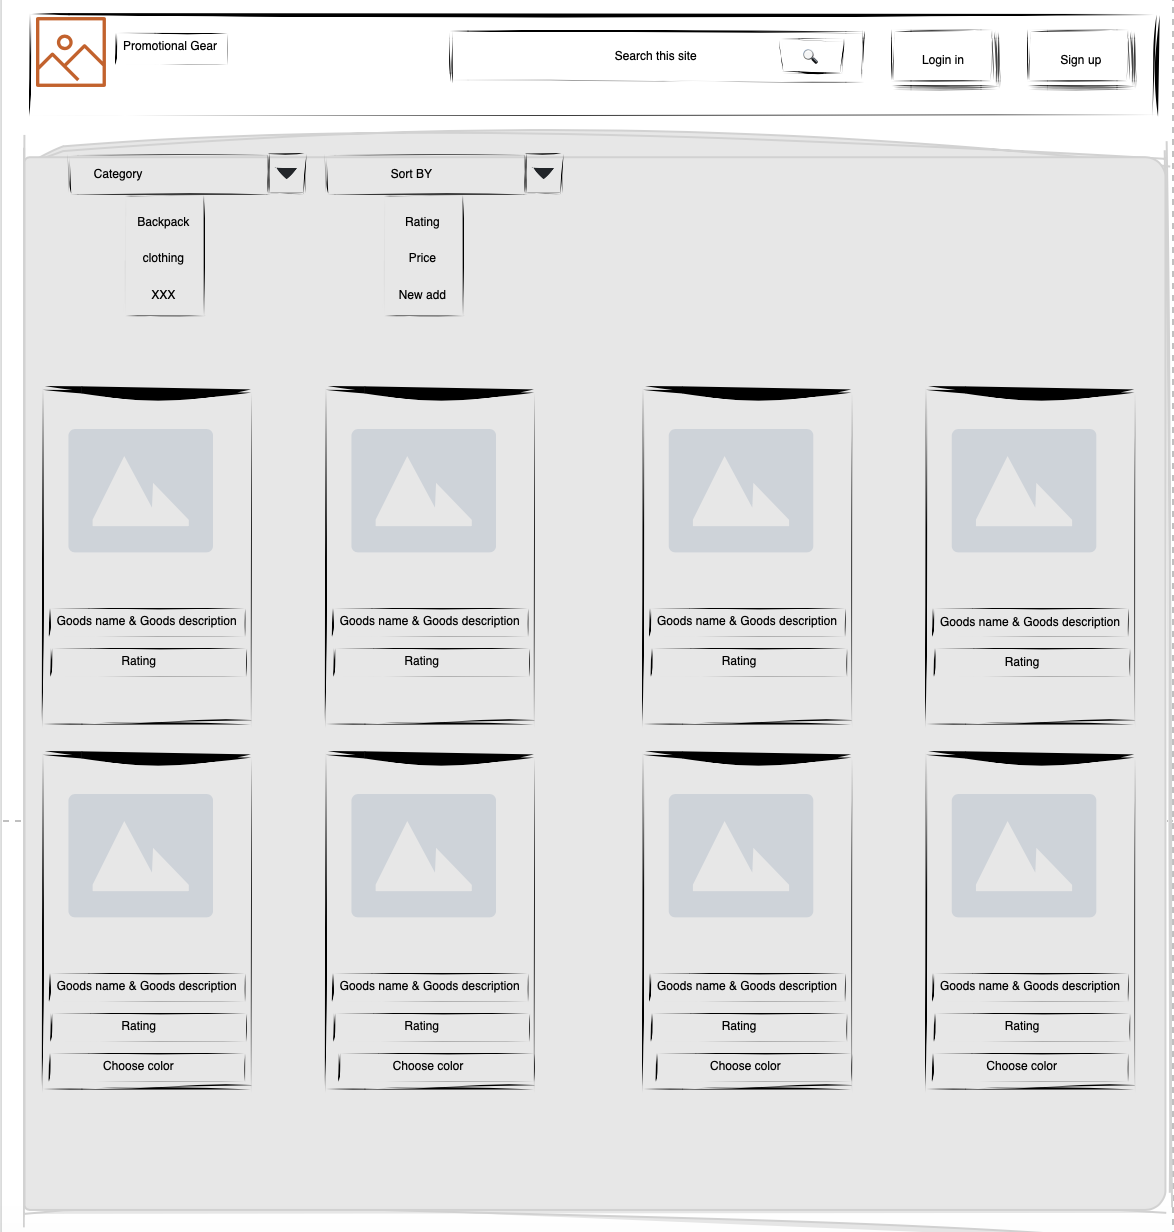 Promotional Gear
Search this site
Login in
Sign up
Category
Sort BY
Backpack
clothing
XXX
Rating
Price
New add
Goods name & Goods description
Goods name & Goods description
Goods name & Goods description
Goods name & Goods description
Rating
Rating
Rating
Rating
Goods name & Goods description
Goods name & Goods description
Goods name & Goods description
Goods name & Goods description
Rating
Rating
Rating
Rating
Choose color
Choose color
Choose color
Choose color